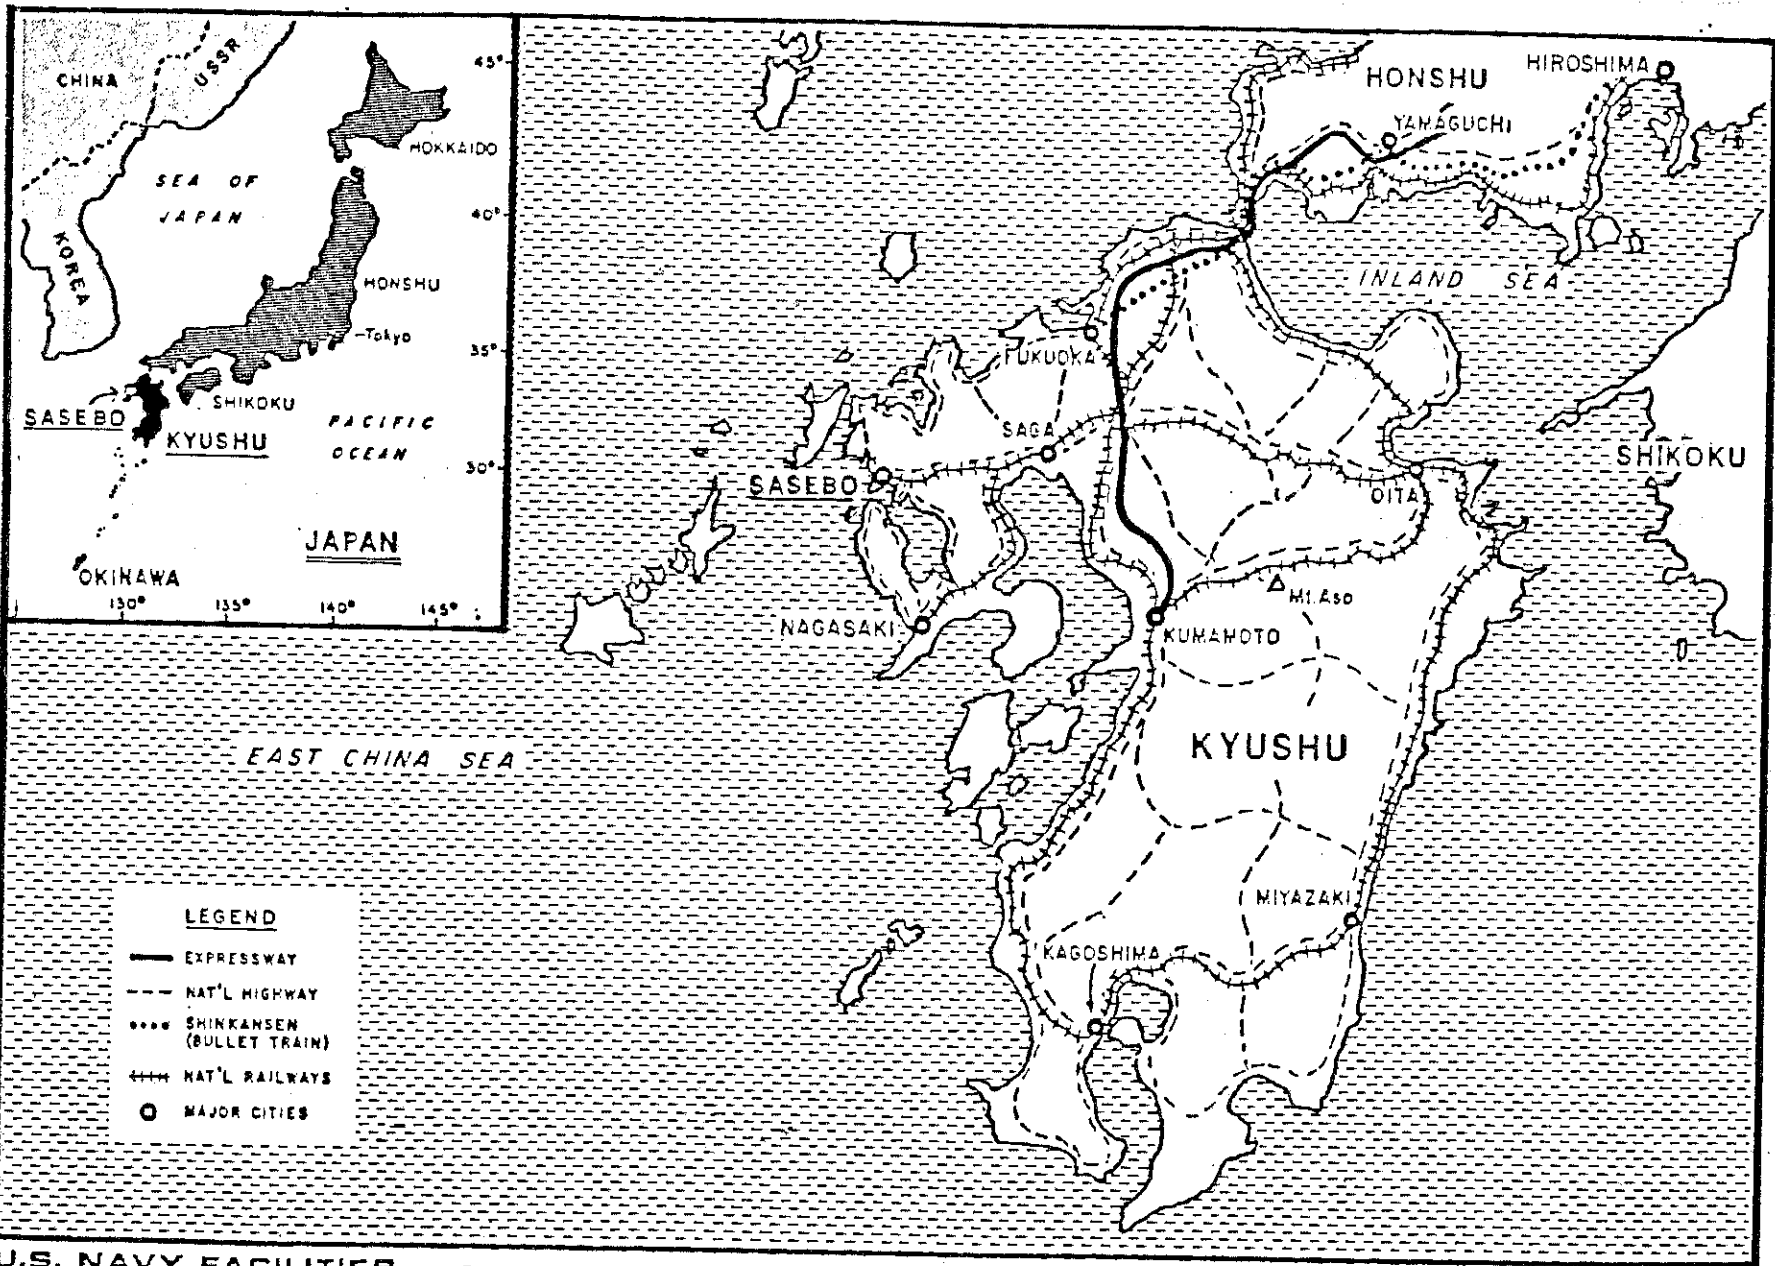 CHINA
USSR
45°
HOKKAIDO
SEA OF
JAPAN
40°
KOREA
HONSHU
Tokyo
35°
SHIKOKU
SASEBO
KYUSHU
PACIFIC
OCEAN
30°
JAPAN
OKINAWA
130° 135° 140° 145°
HONSHU
HIROSHIMA
YAMAGUCHI
INLAND SEA
FUKUOKA
SAGA
SASEBO
OITA
SHIKOKU
Mt. Aso
NAGASAKI
KUMAMOTO
EAST CHINA SEA
KYUSHU
MIYAZAKI
KAGOSHIMA
LEGEND
EXPRESSWAY
NAT'L HIGHWAY
SHINKANSEN
(BULLET TRAIN)
NAT'L RAILWAYS
MAJOR CITIES
U.S. NAVY FACILITIES